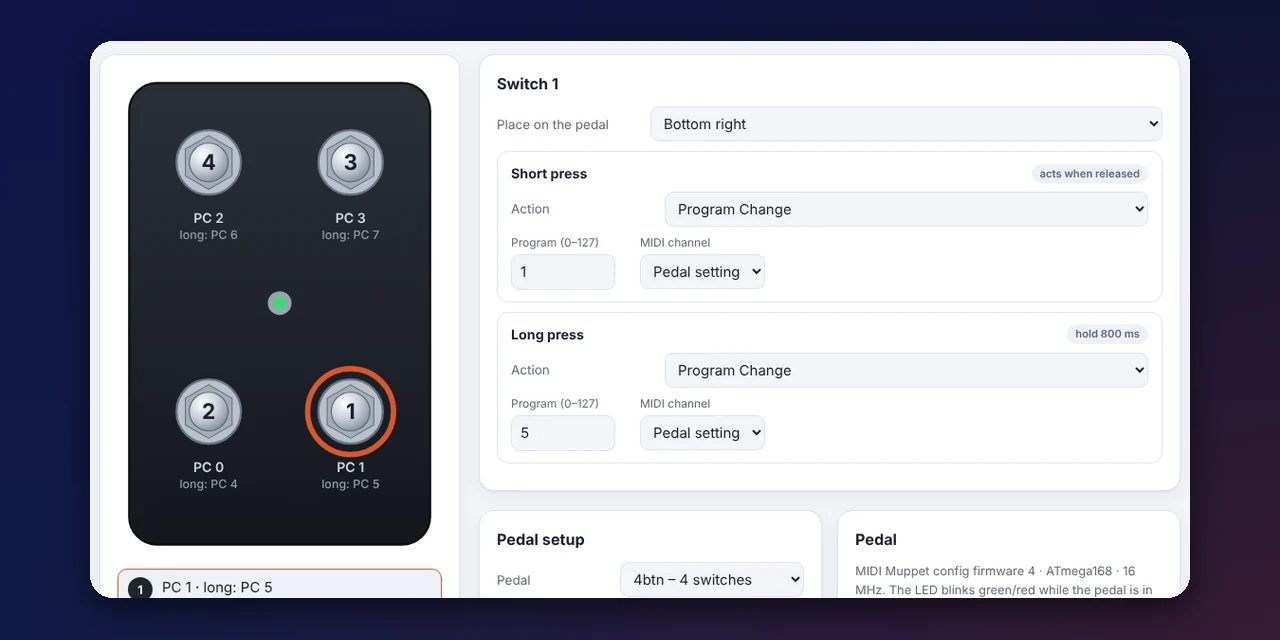 4
3
PC 2
PC 3
long: PC 6
long: PC 7
2
1
PC 0
PC 1
long: PC 4
long: PC 5
1
PC 1 · long: PC 5
Switch 1
Place on the pedal
Bottom right
Short press
acts when released
Action
Program Change
Program (0–127)
MIDI channel
1
Pedal setting
Long press
hold 800 ms
Action
Program Change
Program (0–127)
MIDI channel
5
Pedal setting
Pedal setup
Pedal
4btn – 4 switches
Pedal
MIDI Muppet config firmware 4 · ATmega168 · 16
MHz. The LED blinks green/red while the pedal is in